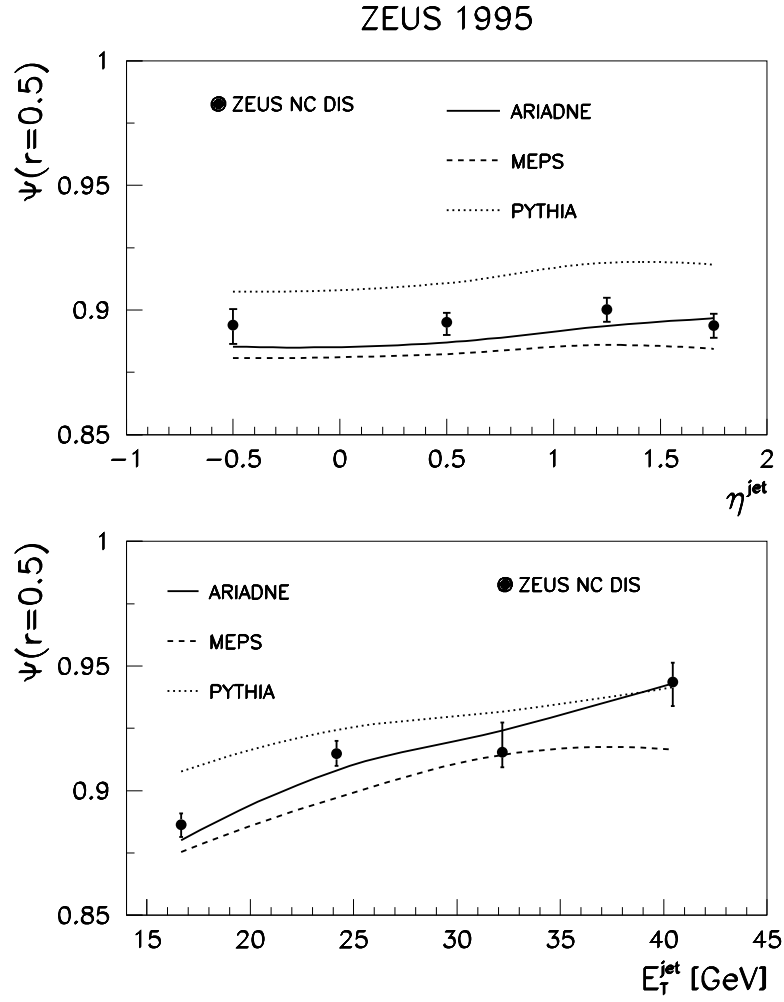 ZEUS 1995
ψ(r=0.5)
1
0.95
0.9
0.85
ZEUS NC DIS
ARIADNE
MEPS
PYTHIA
−1 −0.5 0 0.5 1 1.5 2
η^jet
ψ(r=0.5)
1
0.95
0.9
0.85
ARIADNE
MEPS
PYTHIA
ZEUS NC DIS
15 20 25 30 35 40 45
E_T^jet [GeV]